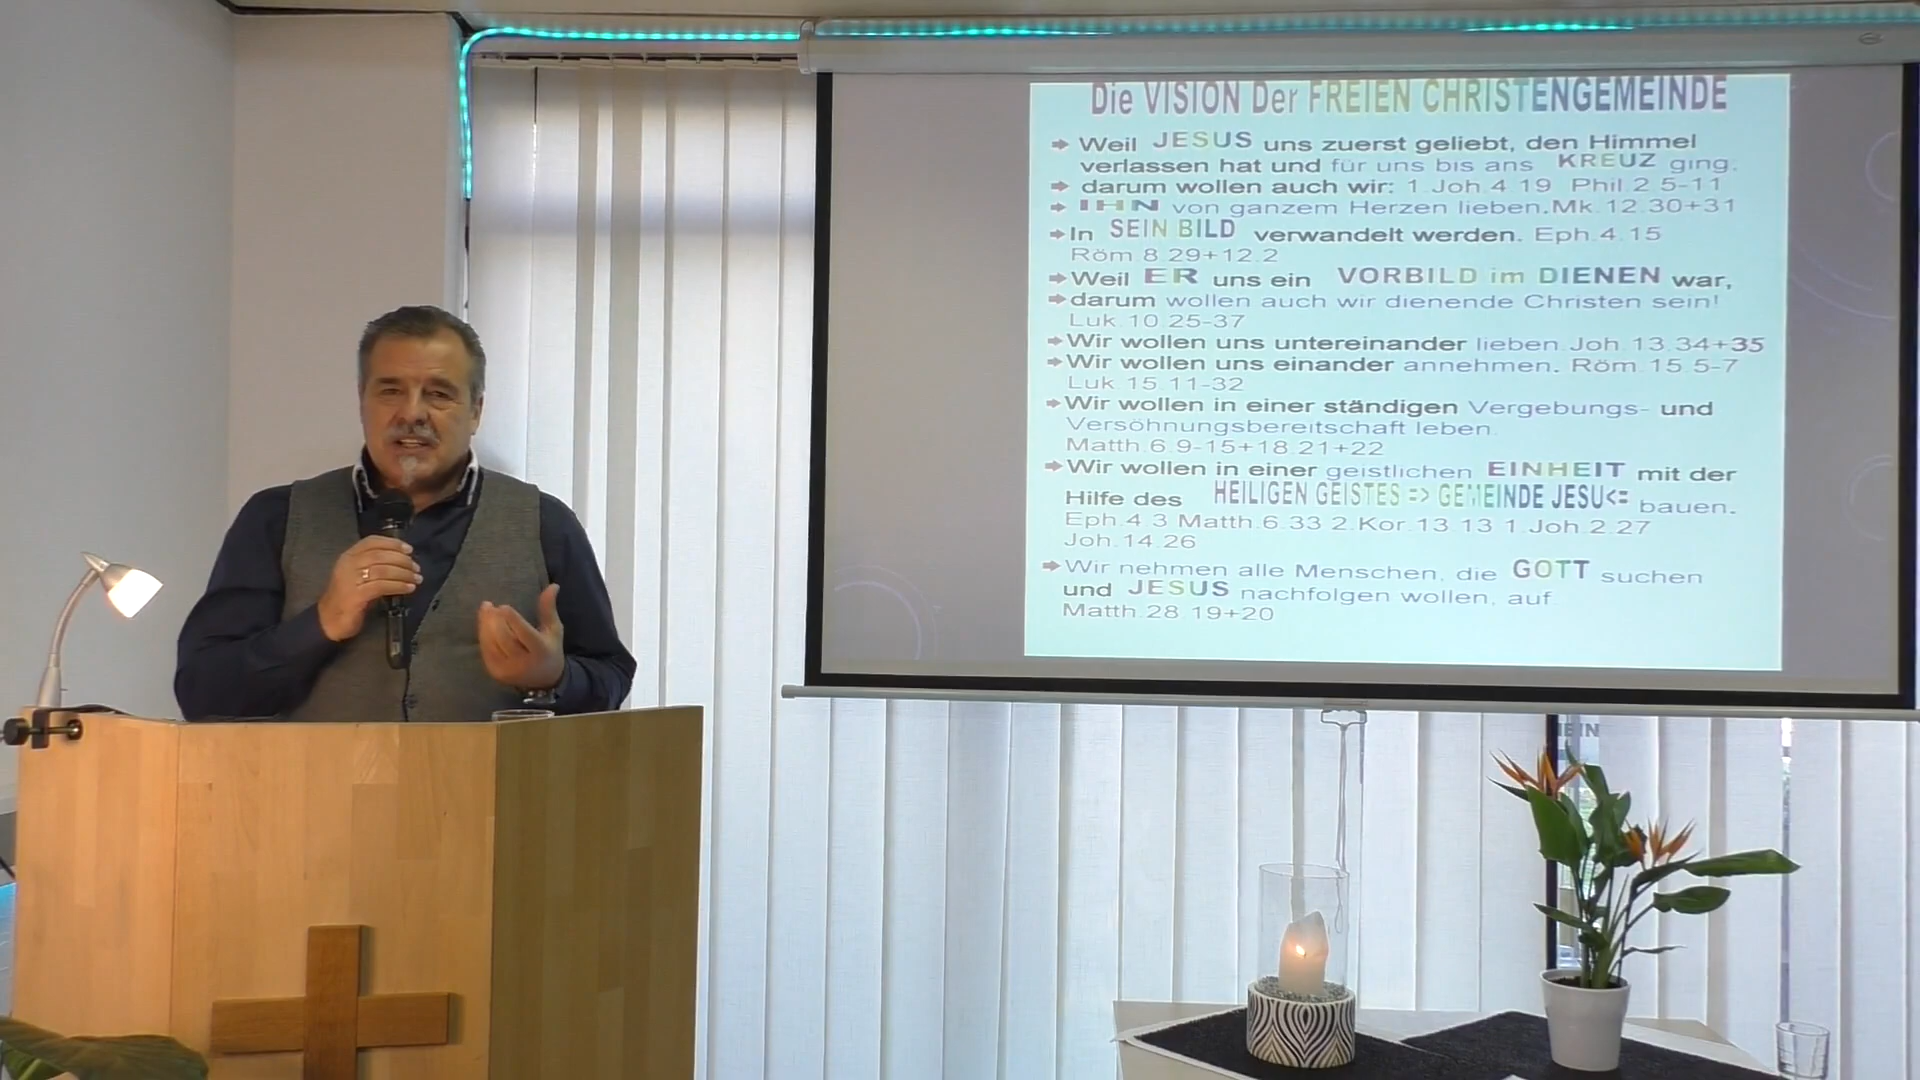 Die VISION Der FREIEN CHRISTENGEMEINDE
Weil JESUS uns zuerst geliebt, den Himmel
verlassen hat und für uns bis ans KREUZ ging.
darum wollen auch wir: 1.Joh.4.19 Phil.2.5-11
IHN von ganzem Herzen lieben.Mk.12.30+31
In SEIN BILD verwandelt werden. Eph.4.15
Röm.8.29+12.2
Weil ER uns ein VORBILD im DIENEN war,
darum wollen auch wir dienende Christen sein!
Luk.10.25-37
Wir wollen uns untereinander lieben.Joh.13.34+35
Wir wollen uns einander annehmen. Röm.15.5-7
Luk.15.11-32
Wir wollen in einer ständigen Vergebungs- und
Versöhnungsbereitschaft leben.
Matth.6.9-15+18.21+22
Wir wollen in einer geistlichen EINHEIT mit der
Hilfe des HEILIGEN GEISTES => GEMEINDE JESU<= bauen.
Eph.4.3 Matth.6.33 2.Kor.13.13 1.Joh.2.27
Joh.14.26
Wir nehmen alle Menschen, die GOTT suchen
und JESUS nachfolgen wollen, auf.
Matth.28.19+20